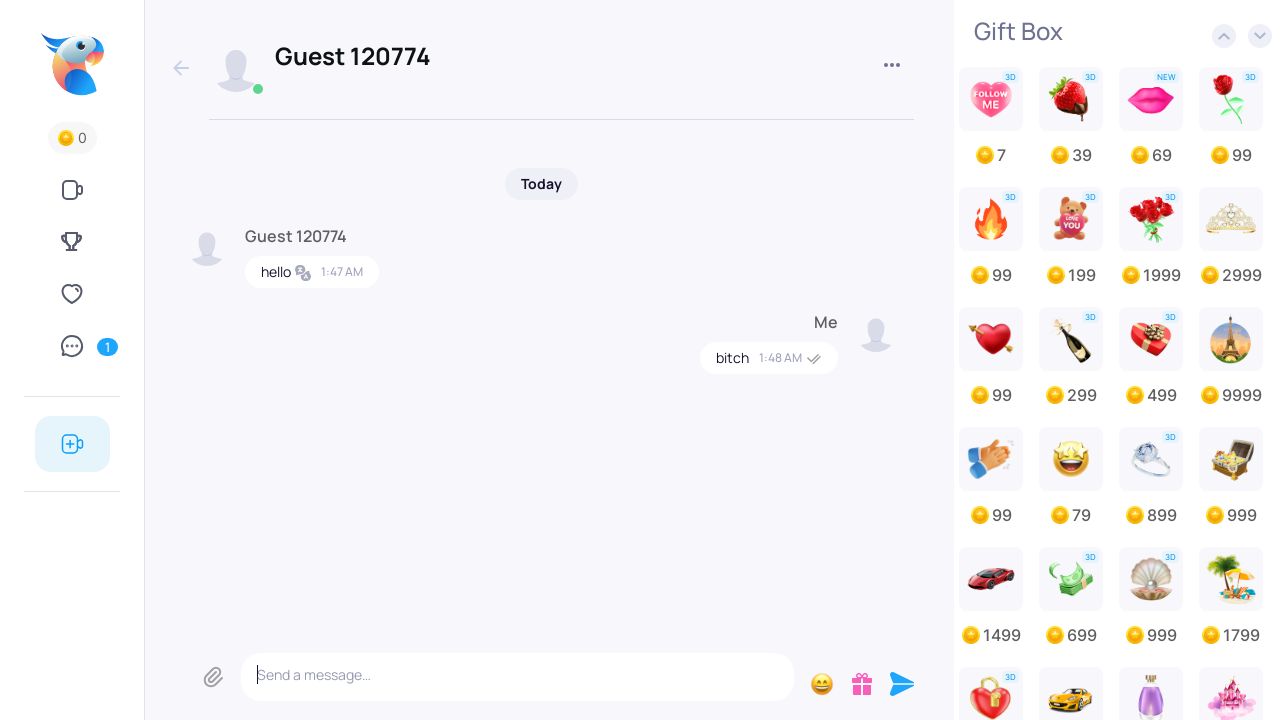 0
1
Guest 120774
Today
Guest 120774
hello 1:47 AM
Me
bitch 1:48 AM
Send a message...
Gift Box
3D 3D NEW 3D
FOLLOW ME
7 39 69 99
3D 3D 3D
LOVE YOU
99 199 1999 2999
3D 3D
99 299 499 9999
3D
99 79 899 999
3D 3D
1499 699 999 1799
3D